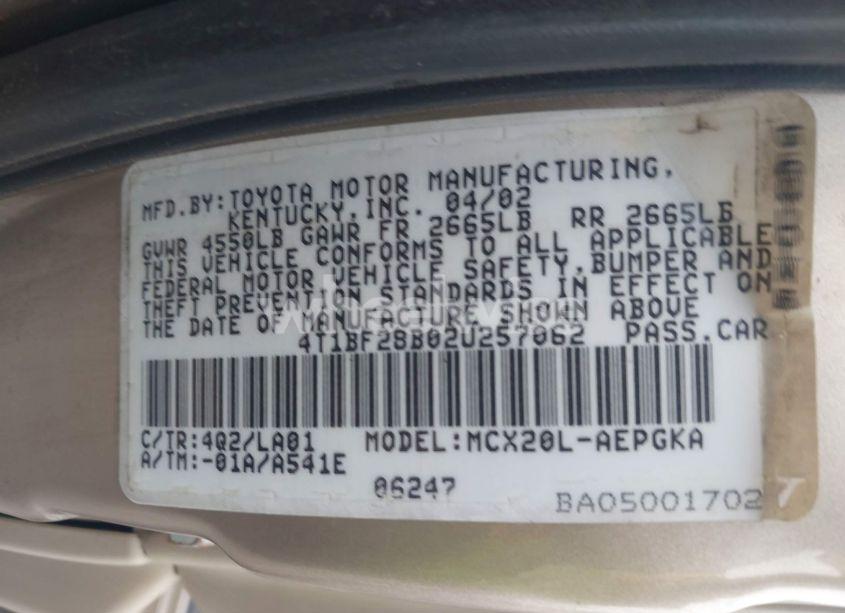 MFD.BY:TOYOTA MOTOR MANUFACTURING,
KENTUCKY,INC. 04/02
GVWR 4550LB GAWR FR 2665LB RR 2665LB
THIS VEHICLE CONFORMS TO ALL APPLICABLE
FEDERAL MOTOR VEHICLE SAFETY,BUMPER AND
THEFT PREVENTION STANDARDS IN EFFECT ON
THE DATE OF MANUFACTURE SHOWN ABOVE
4T1BF28B02U257062 PASS.CAR
C/TR:4Q2/LA01 MODEL:MCX20L-AEPGKA
A/TM:-01A/A541E
06247
BA05001702